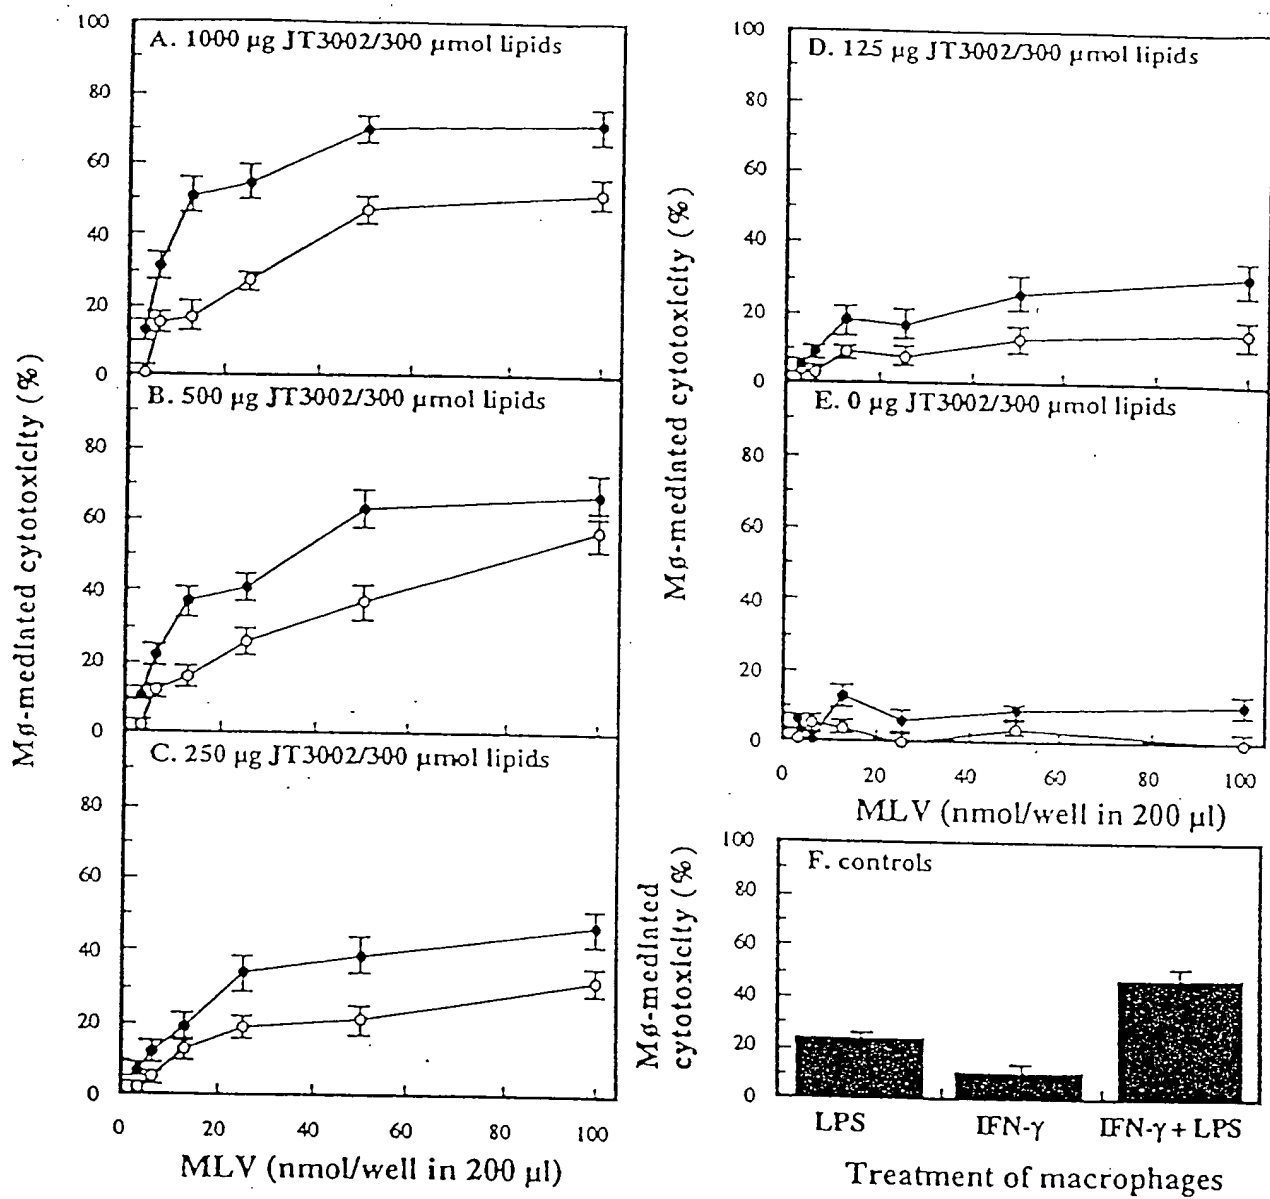 Mø-mediated cytotoxicity (%)
100
80
60
40
20
0
A. 1000 µg JT3002/300 µmol lipids
80
60
40
20
0
B. 500 µg JT3002/300 µmol lipids
80
60
40
20
0
C. 250 µg JT3002/300 µmol lipids
0 20 40 60 80 100
MLV (nmol/well in 200 µl)
Mø-mediated cytotoxicity (%)
100
80
60
40
20
0
D. 125 µg JT3002/300 µmol lipids
80
60
40
20
0
E. 0 µg JT3002/300 µmol lipids
0 20 40 60 80 100
MLV (nmol/well in 200 µl)
Mø-mediated
cytotoxicity (%)
100
80
60
40
20
0
F. controls
LPS IFN-γ IFN-γ + LPS
Treatment of macrophages